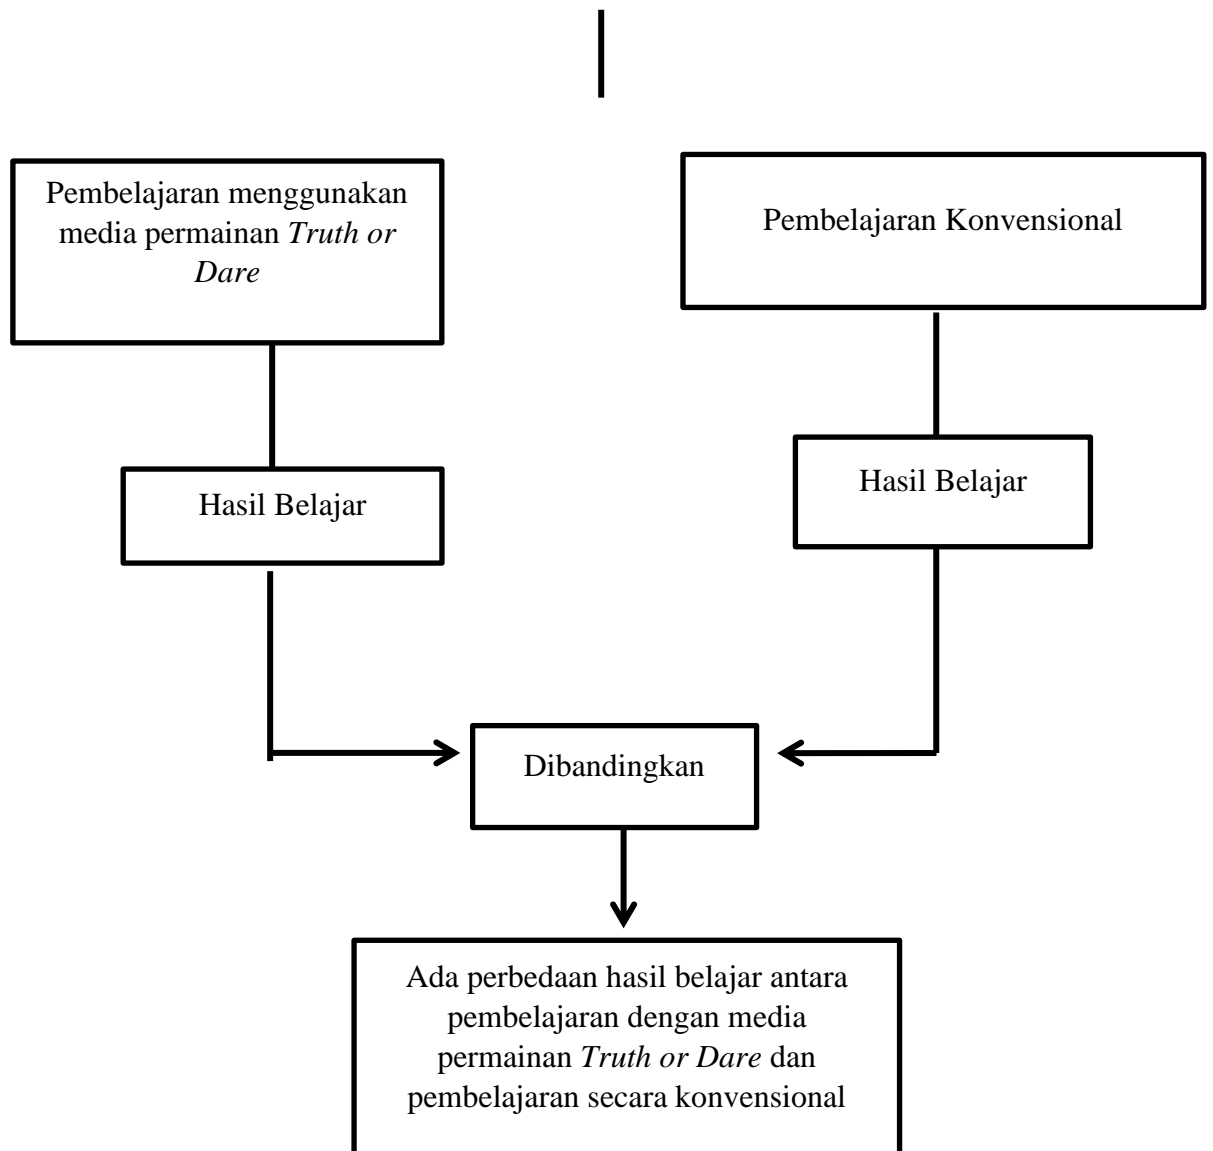 Pembelajaran menggunakan
media permainan Truth or
Dare
Pembelajaran Konvensional
Hasil Belajar
Hasil Belajar
Dibandingkan
Ada perbedaan hasil belajar antara
pembelajaran dengan media
permainan Truth or Dare dan
pembelajaran secara konvensional